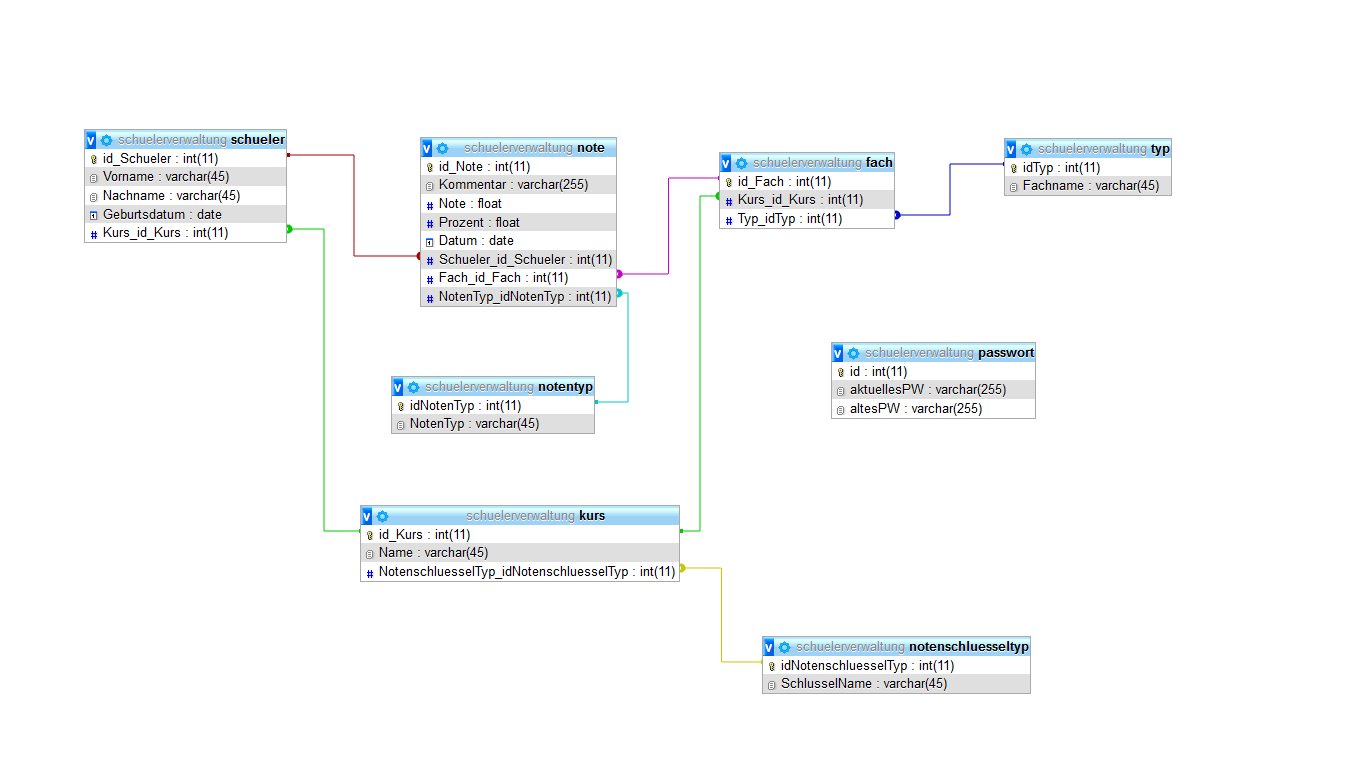 v schuelerverwaltung schueler
id_Schueler : int(11)
Vorname : varchar(45)
Nachname : varchar(45)
Geburtsdatum : date
# Kurs_id_Kurs : int(11)
v schuelerverwaltung note
id_Note : int(11)
Kommentar : varchar(255)
# Note : float
# Prozent : float
Datum : date
# Schueler_id_Schueler : int(11)
# Fach_id_Fach : int(11)
# NotenTyp_idNotenTyp : int(11)
v schuelerverwaltung fach
id_Fach : int(11)
# Kurs_id_Kurs : int(11)
# Typ_idTyp : int(11)
v schuelerverwaltung typ
idTyp : int(11)
Fachname : varchar(45)
v schuelerverwaltung passwort
id : int(11)
aktuellesPW : varchar(255)
altesPW : varchar(255)
v schuelerverwaltung notentyp
idNotenTyp : int(11)
NotenTyp : varchar(45)
v schuelerverwaltung kurs
id_Kurs : int(11)
Name : varchar(45)
# NotenschluesselTyp_idNotenschluesselTyp : int(11)
v schuelerverwaltung notenschluesseltyp
idNotenschluesselTyp : int(11)
SchlusselName : varchar(45)